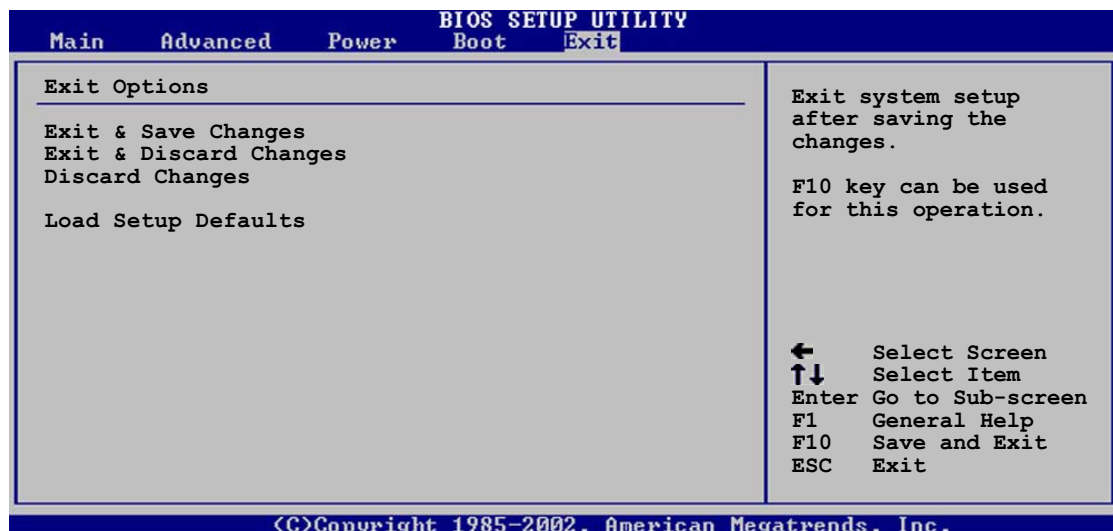 BIOS SETUP UTILITY
Main Advanced Power Boot Exit
Exit Options
Exit & Save Changes
Exit & Discard Changes
Discard Changes
Load Setup Defaults
Exit system setup
after saving the
changes.
F10 key can be used
for this operation.
← Select Screen
↑↓ Select Item
Enter Go to Sub-screen
F1 General Help
F10 Save and Exit
ESC Exit
(C)Copyright 1985-2002, American Megatrends, Inc.